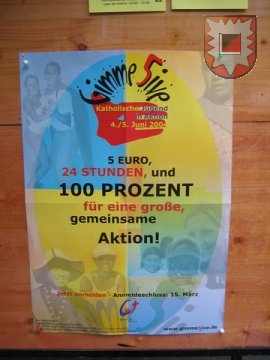 Gimme 5ive
Katholische Jugend
in Aktion
4./5. Juni 2004
5 EURO,
24 STUNDEN, und
100 PROZENT
für eine große,
gemeinsame
Aktion!
Jetzt anmelden - Anmeldeschluss: 15. März
www.gimme5ive.de